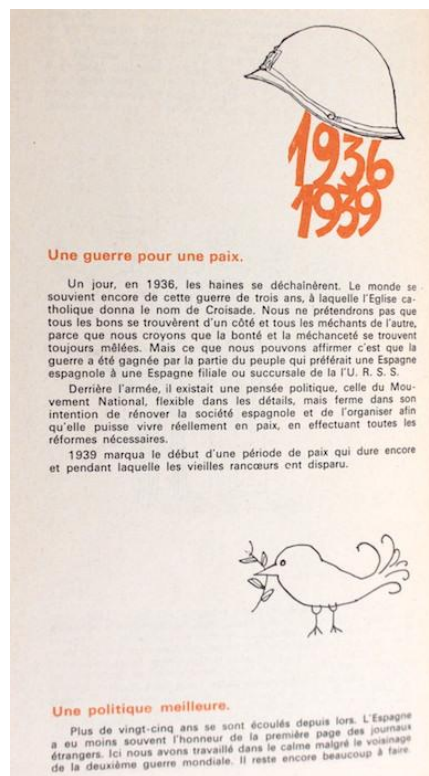 1936
1939
Une guerre pour une paix.
Un jour, en 1936, les haines se déchaînèrent. Le monde se
souvient encore de cette guerre de trois ans, à laquelle l'Eglise ca-
tholique donna le nom de Croisade. Nous ne prétendrons pas que
tous les bons se trouvèrent d'un côté et tous les méchants de l'autre,
parce que nous croyons que la bonté et la méchanceté se trouvent
toujours mêlées. Mais ce que nous pouvons affirmer c'est que la
guerre a été gagnée par la partie du peuple qui préférait une Espagne
espagnole à une Espagne filiale ou succursale de la l'U. R. S. S.
Derrière l'armée, il existait une pensée politique, celle du Mou-
vement National, flexible dans les détails, mais ferme dans son
intention de rénover la société espagnole et de l'organiser afin
qu'elle puisse vivre réellement en paix, en effectuant toutes les
réformes nécessaires.
1939 marqua le début d'une période de paix qui dure encore
et pendant laquelle les vieilles rancœurs ont disparu.
Une politique meilleure.
Plus de vingt-cinq ans se sont écoulés depuis lors. L'Espagne
a eu moins souvent l'honneur de la première page des journaux
étrangers. Ici nous avons travaillé dans le calme malgré le voisinage
de la deuxième guerre mondiale. Il reste encore beaucoup à faire.